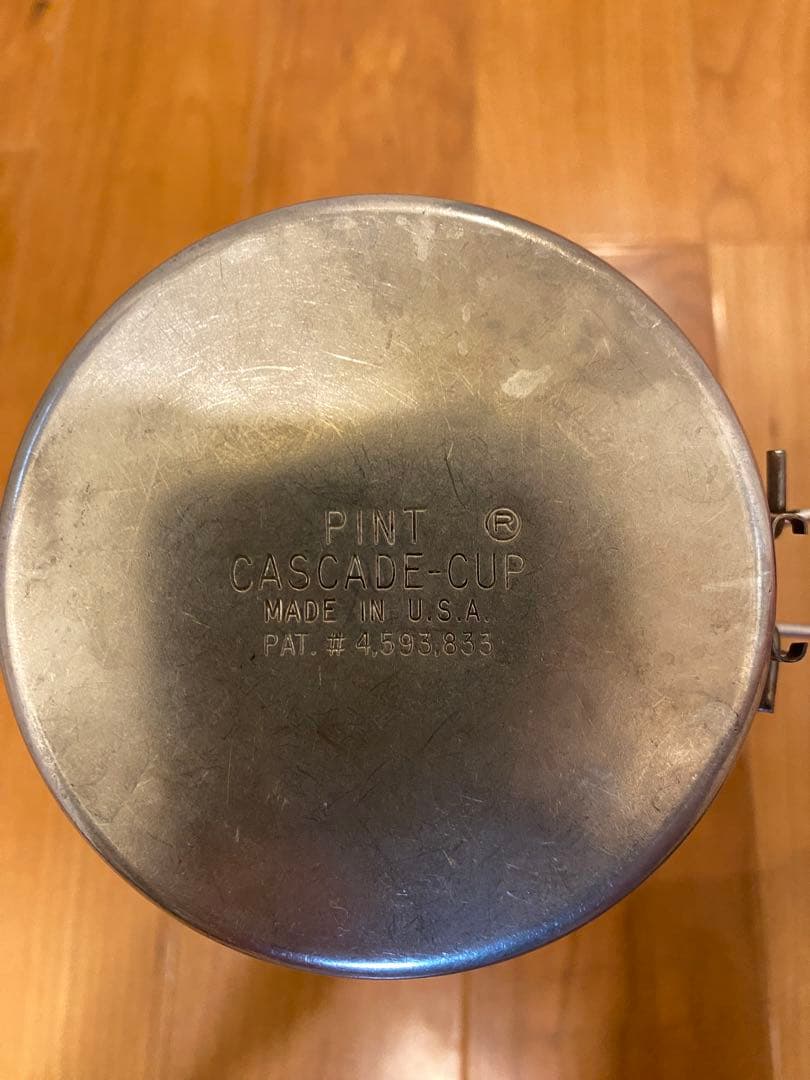 PINT ®
CASCADE-CUP
MADE IN U.S.A.
PAT. # 4,593,833